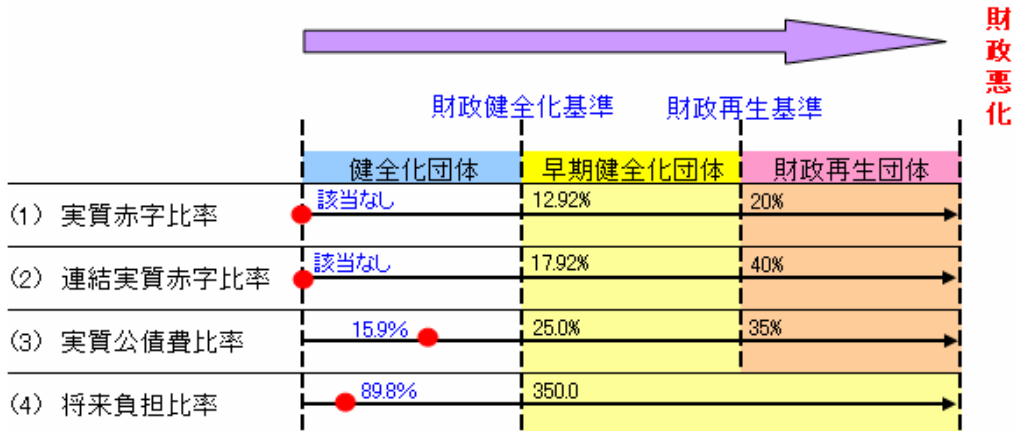 財政悪化
財政健全化基準 財政再生基準
健全化団体 早期健全化団体 財政再生団体
(1) 実質赤字比率 該当なし 12.92% 20%
(2) 連結実質赤字比率 該当なし 17.92% 40%
(3) 実質公債費比率 15.9% 25.0% 35%
(4) 将来負担比率 89.8% 350.0